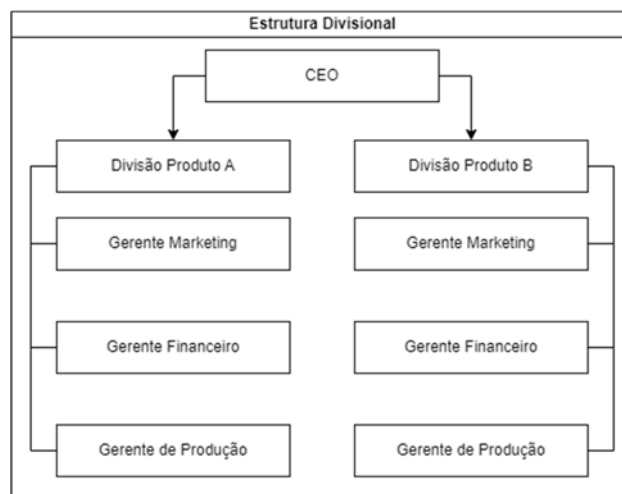 Estrutura Divisional
CEO
Divisão Produto A
Divisão Produto B
Gerente Marketing
Gerente Marketing
Gerente Financeiro
Gerente Financeiro
Gerente de Produção
Gerente de Produção